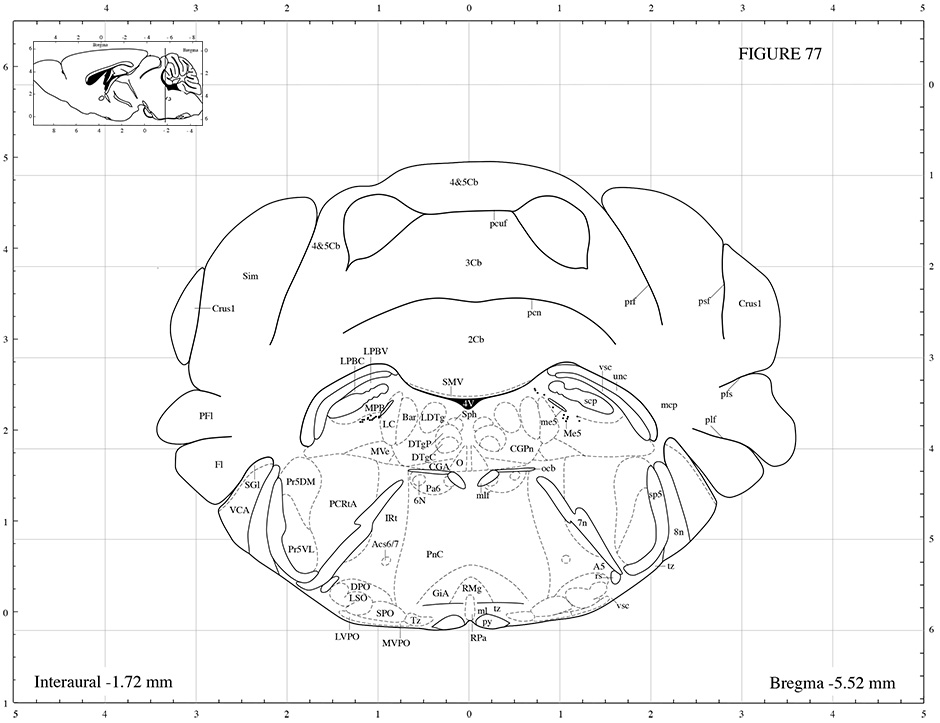 5 4 3 2 1 0 1 2 3 4 5
4 2 0 -2 -4 -6 -8
Bregma
Bregma
6 4 2 0
0 2 4 6
8 6 4 2 0 -2 -4
FIGURE 77
6
0
5
1
4&5Cb
pcuf
4
4&5Cb
2
3Cb
Sim
Crus1
prf
psf
Crus1
pcn
3
2Cb
3
LPBV
LPBC
vsc
unc
SMV
scp
4V
MPB
Bar
LDTg
Sph
mcp
pfs
PFl
LC
me5
Me5
plf
2
DTgP
MVe
CGPn
4
DTgC
Fl
CGA
O
ocb
SGl
Pr5DM
Pa6
mlf
sp5
6N
VCA
PCRtA
IRt
7n
8n
1
5
Acs6/7
Pr5VL
PnC
A5
tz
rs
DPO
RMg
LSO
GiA
vsc
0
SPO
ml
tz
Tz
py
6
LVPO
MVPO
RPa
Interaural -1.72 mm
Bregma -5.52 mm
1
5 4 3 2 1 0 1 2 3 4 5